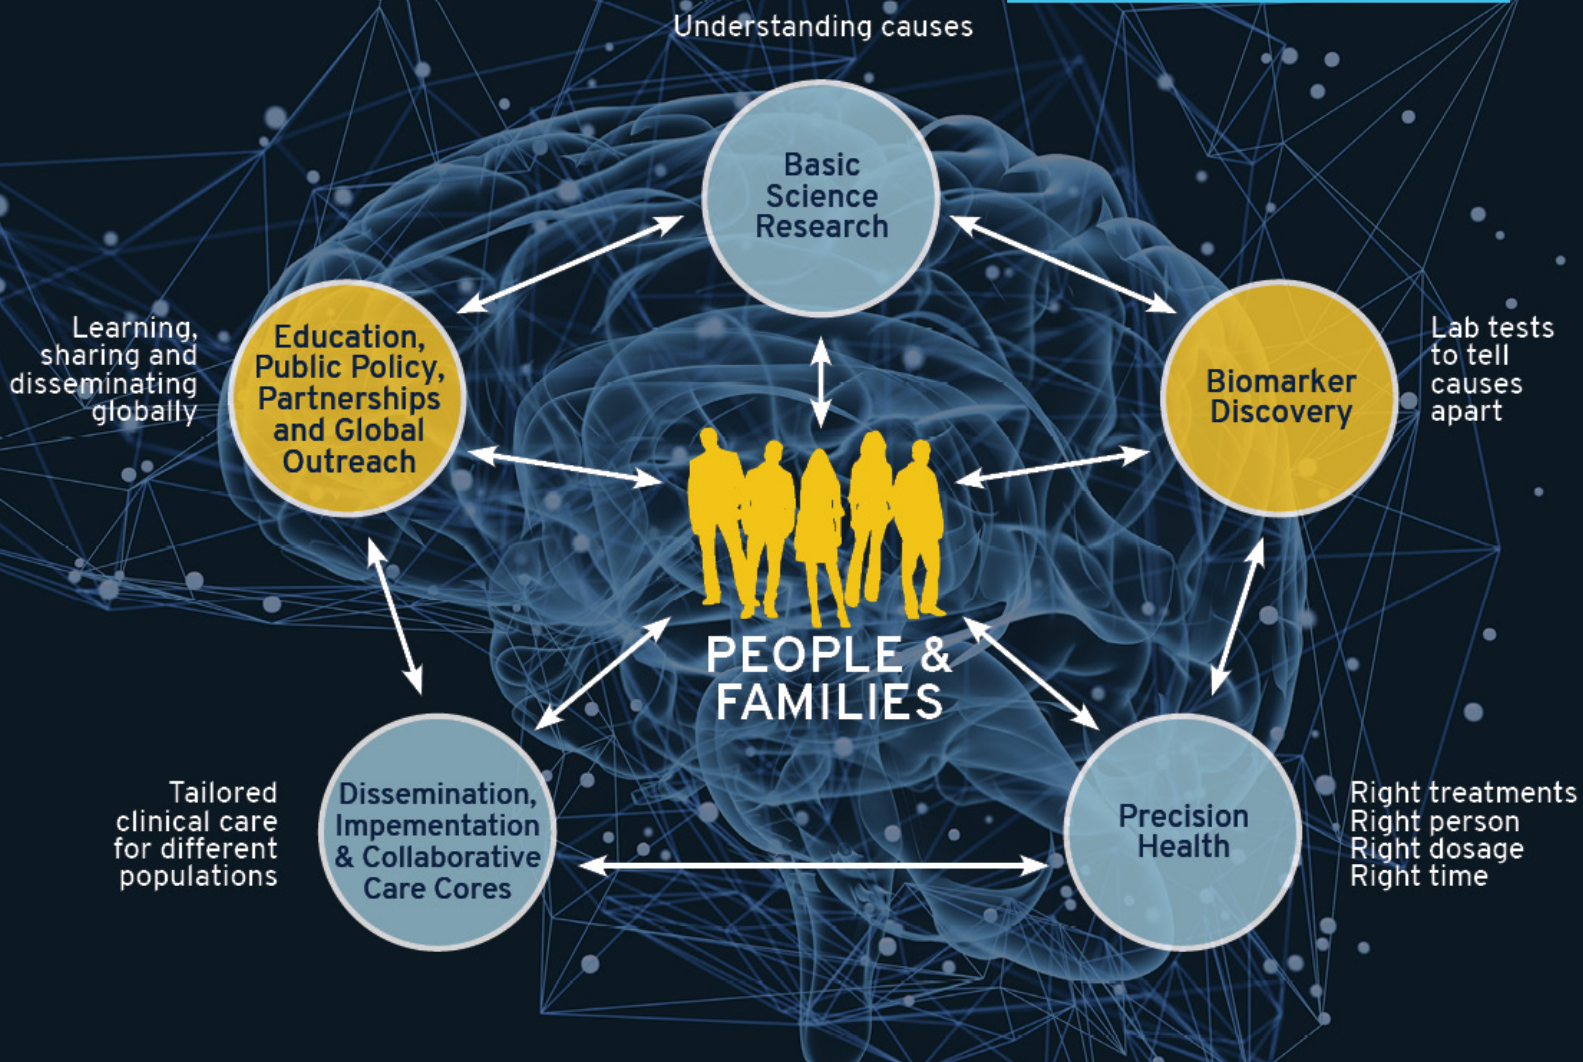 Understanding causes
Basic
Science
Research
Learning,
sharing and
disseminating
globally
Education,
Public Policy,
Partnerships
and Global
Outreach
Biomarker
Discovery
Lab tests
to tell
causes
apart
PEOPLE &
FAMILIES
Tailored
clinical care
for different
populations
Dissemination,
Impementation
& Collaborative
Care Cores
Precision
Health
Right treatments
Right person
Right dosage
Right time